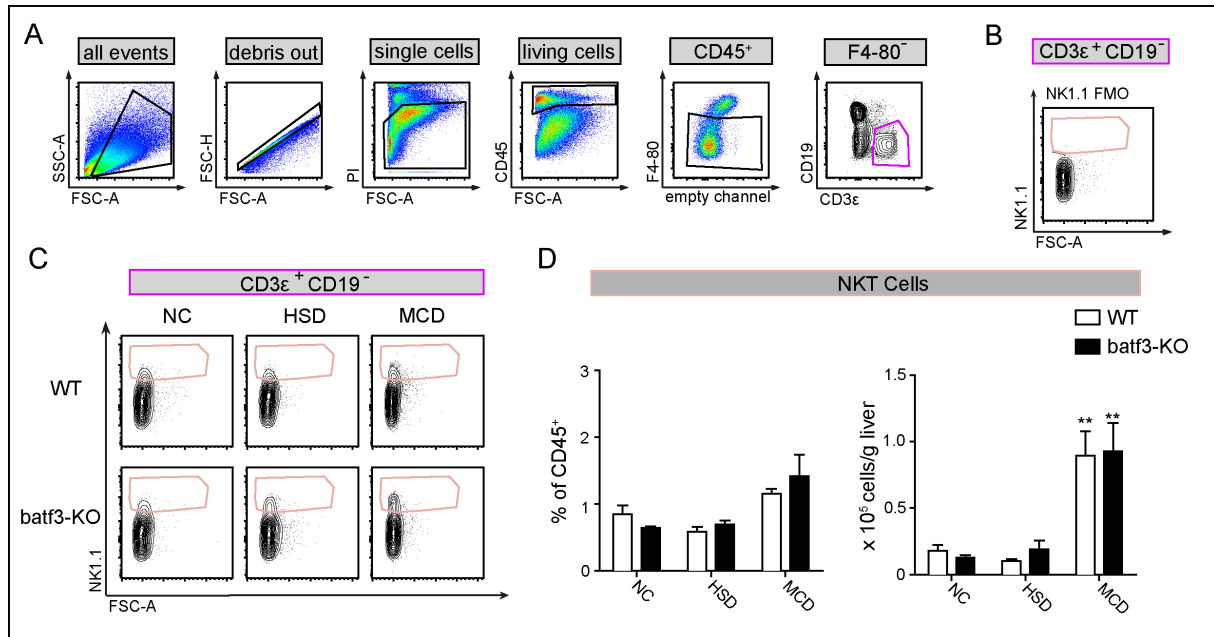 A
all events
debris out
single cells
living cells
CD45⁺
F4-80⁻
SSC-A
FSC-A
FSC-H
FSC-A
PI
FSC-A
CD45
FSC-A
F4-80
empty channel
CD19
CD3ε
B
CD3ε⁺ CD19⁻
NK1.1 FMO
NK1.1
FSC-A
C
CD3ε⁺ CD19⁻
NC HSD MCD
WT
batf3-KO
NK1.1
FSC-A
D
NKT Cells
WT
batf3-KO
% of CD45⁺
3
2
1
0
NC HSD MCD
x 10⁵ cells/g liver
1.5
1.0
0.5
0
** **
NC HSD MCD